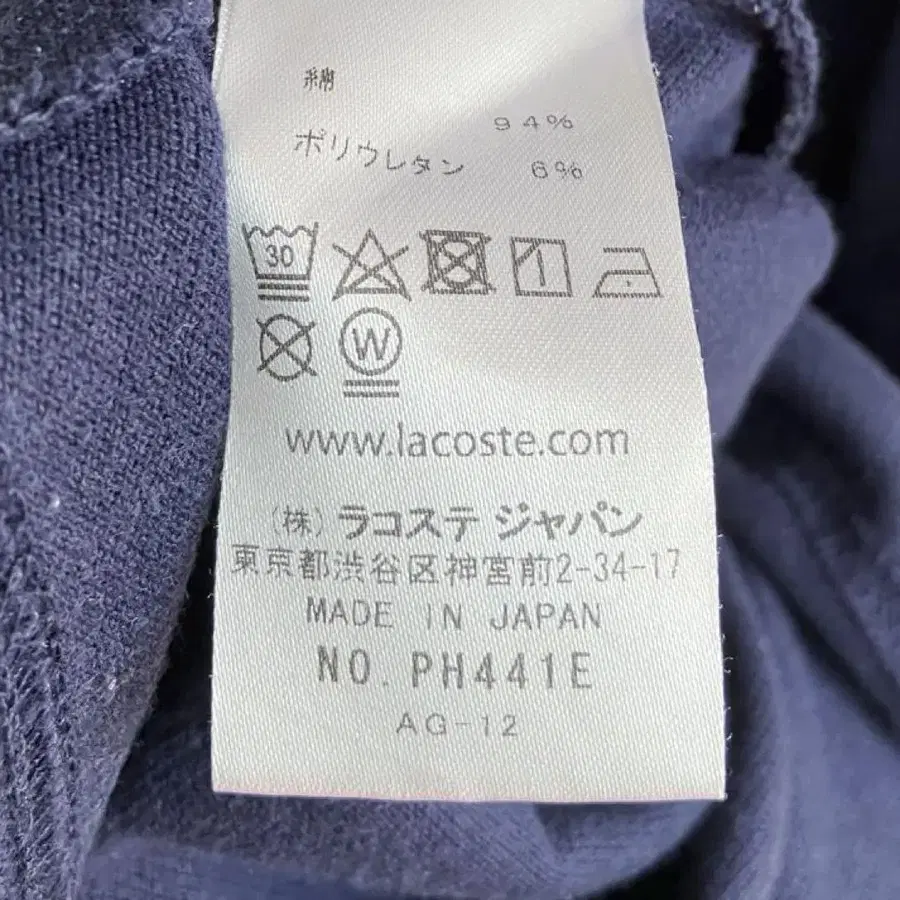 綿
94%
ポリウレタン 6%
30
W
www.lacoste.com
(株) ラコステ ジャパン
東京都渋谷区神宮前2-34-17
MADE IN JAPAN
NO. PH441E
AG-12